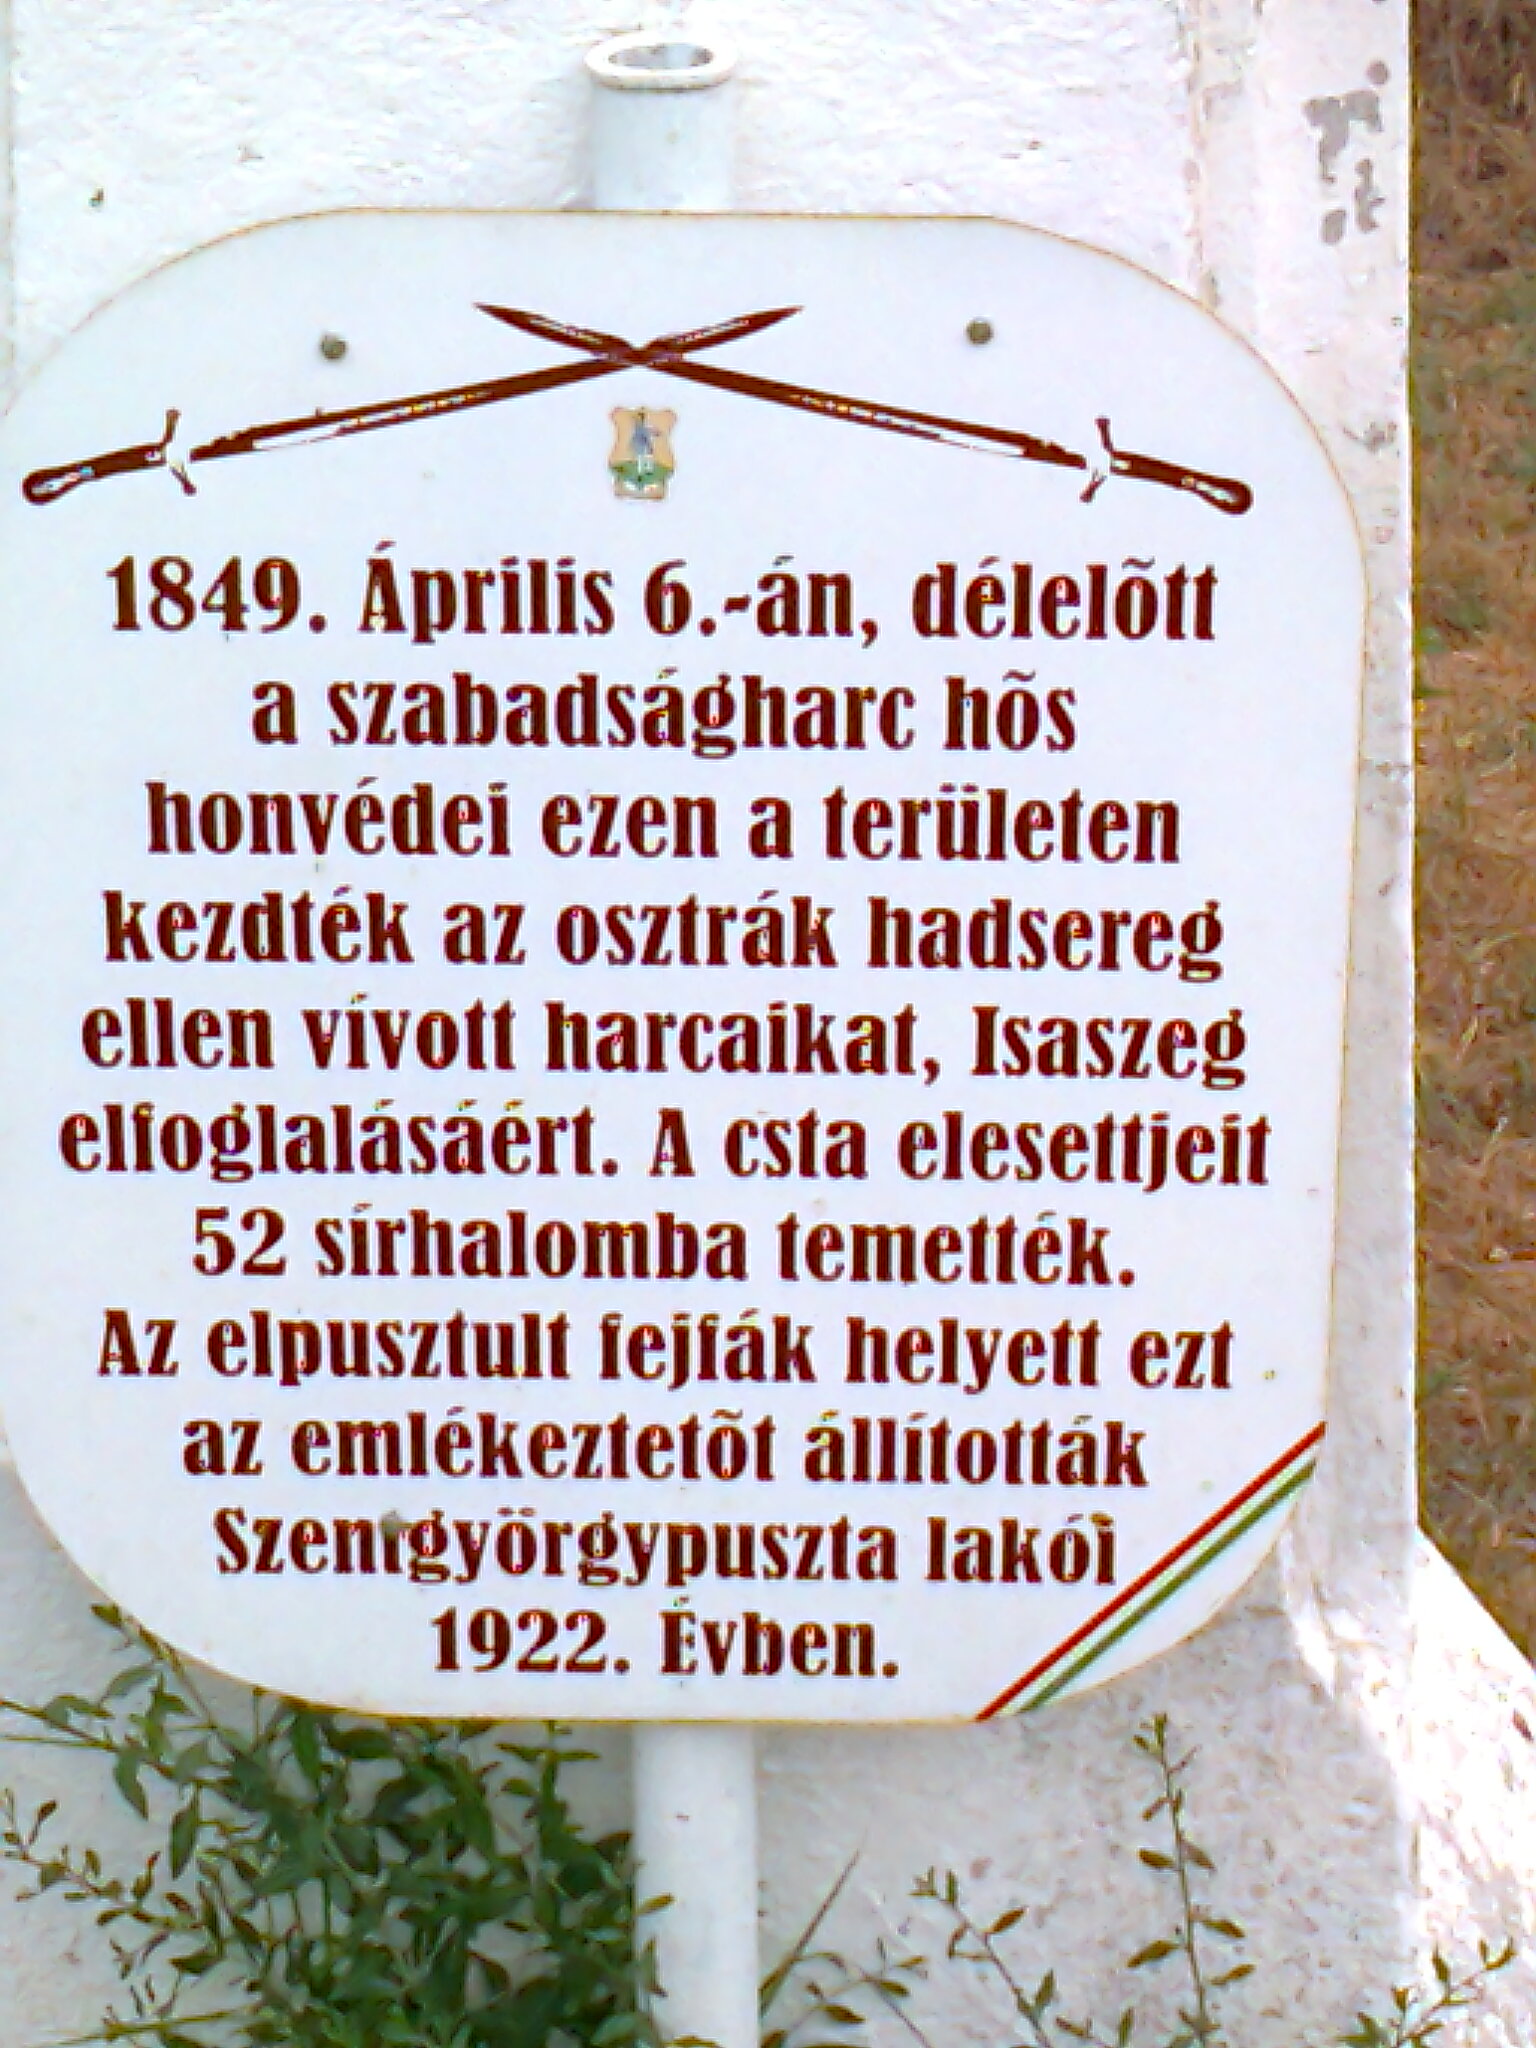 1849. Április 6.-án, délelõtt
a szabadságharc hõs
honvédei ezen a területen
kezdték az osztrák hadsereg
ellen vívott harcaikat, Isaszeg
elfoglalásáért. A csta elesettjeit
52 sírhalomba temették.
Az elpusztult fejfák helyett ezt
az emlékeztetõt állították
Szentgyörgypuszta lakói
1922. Évben.